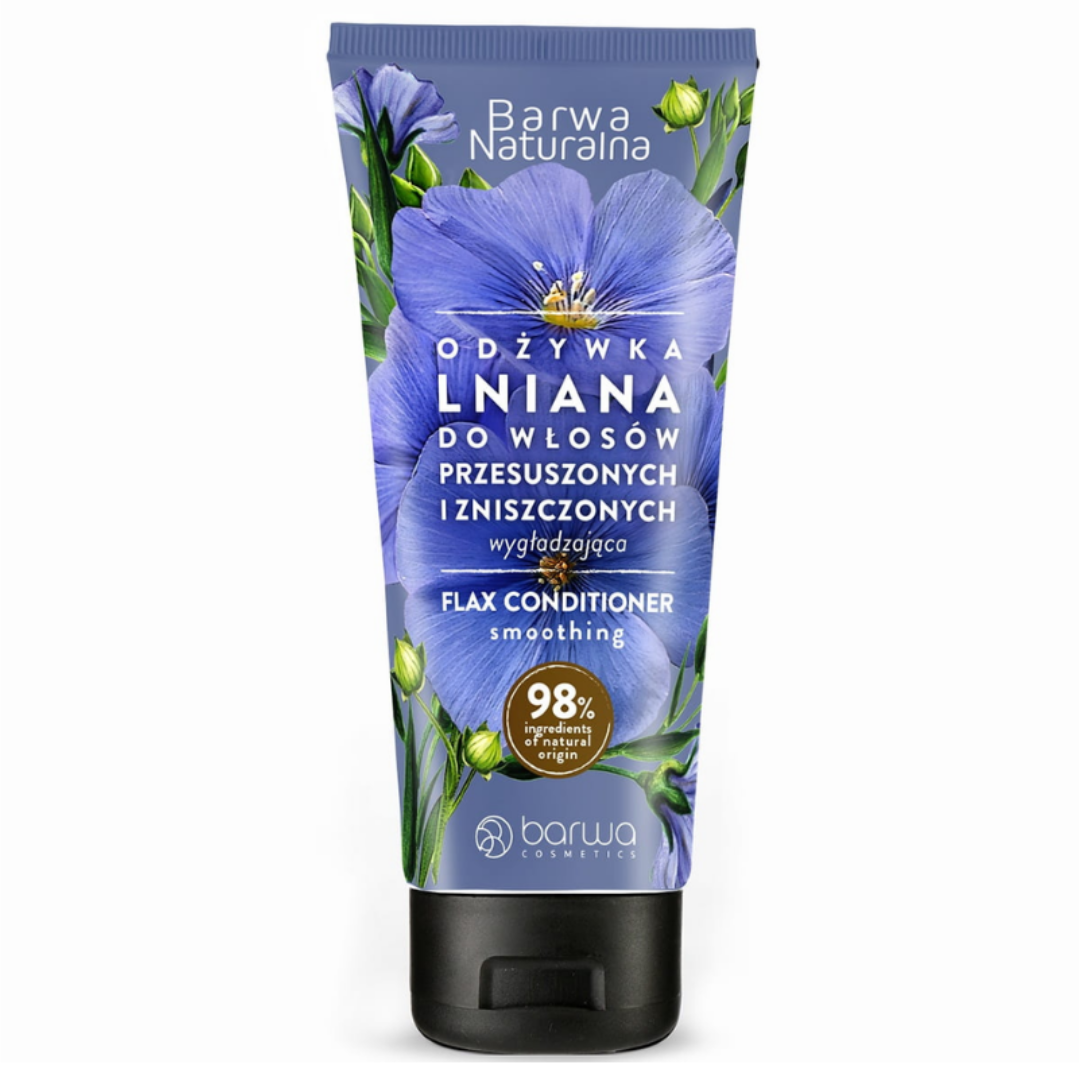 Barwa
Naturalna
ODŻYWKA
LNIANA
DO WŁOSÓW
PRZESUSZONYCH
I ZNISZCZONYCH
wygładzająca
FLAX CONDITIONER
smoothing
98%
ingredients
of natural
origin
barwa
COSMETICS